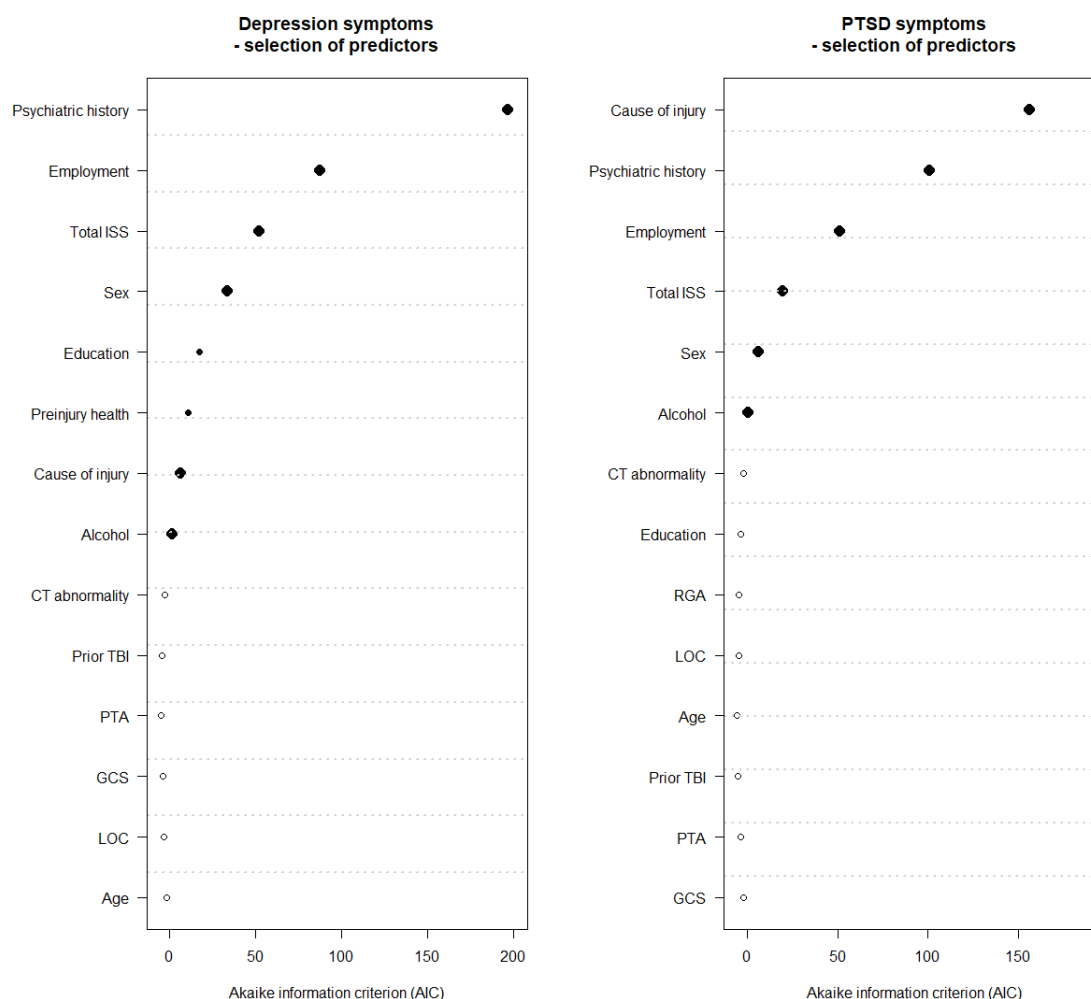 Depression symptoms
- selection of predictors
Psychiatric history
Employment
Total ISS
Sex
Education
Preinjury health
Cause of injury
Alcohol
CT abnormality
Prior TBI
PTA
GCS
LOC
Age
0 50 100 150 200
Akaike information criterion (AIC)
PTSD symptoms
- selection of predictors
Cause of injury
Psychiatric history
Employment
Total ISS
Sex
Alcohol
CT abnormality
Education
RGA
LOC
Age
Prior TBI
PTA
GCS
0 50 100 150
Akaike information criterion (AIC)